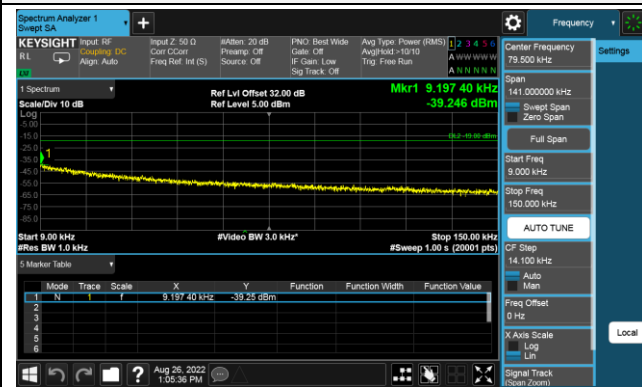 Spectrum Analyzer 1
Swept SA
Frequency
KEYSIGHT
Input: RF
Input Z: 50 Ω
#Atten: 20 dB
PNO: Best Wide
Avg Type: Power (RMS)
1 2 3 4 5 6
RL
Coupling: DC
Corr CCorr
Preamp: Off
Gate: Off
Avg|Hold:>10/10
A W W W W W
Align: Auto
Freq Ref: Int (S)
Source: Off
IF Gain: Low
Trig: Free Run
Sig Track: Off
A N N N N N
1 Spectrum
Ref Lvl Offset 32.00 dB
Mkr1 9.197 40 kHz
Scale/Div 10 dB
Ref Level 5.00 dBm
-39.246 dBm
Log
-5.00
-15.0
DL2 -19.00 dBm
-25.0
-35.0
1
-45.0
-55.0
-65.0
-75.0
-85.0
Start 9.00 kHz
#Video BW 3.0 kHz*
Stop 150.00 kHz
#Res BW 1.0 kHz
#Sweep 1.00 s (20001 pts)
5 Marker Table
Mode Trace Scale X Y Function Function Width Function Value
1 N 1 f 9.197 40 kHz -39.25 dBm
2
3
4
5
6
Center Frequency
79.500 kHz
Settings
Span
141.000000 kHz
Swept Span
Zero Span
Full Span
Start Freq
9.000 kHz
Stop Freq
150.000 kHz
AUTO TUNE
CF Step
14.100 kHz
Auto
Man
Freq Offset
0 Hz
X Axis Scale
Log
Lin
Local
Signal Track
(Span Zoom)
Aug 26, 2022
1:05:36 PM